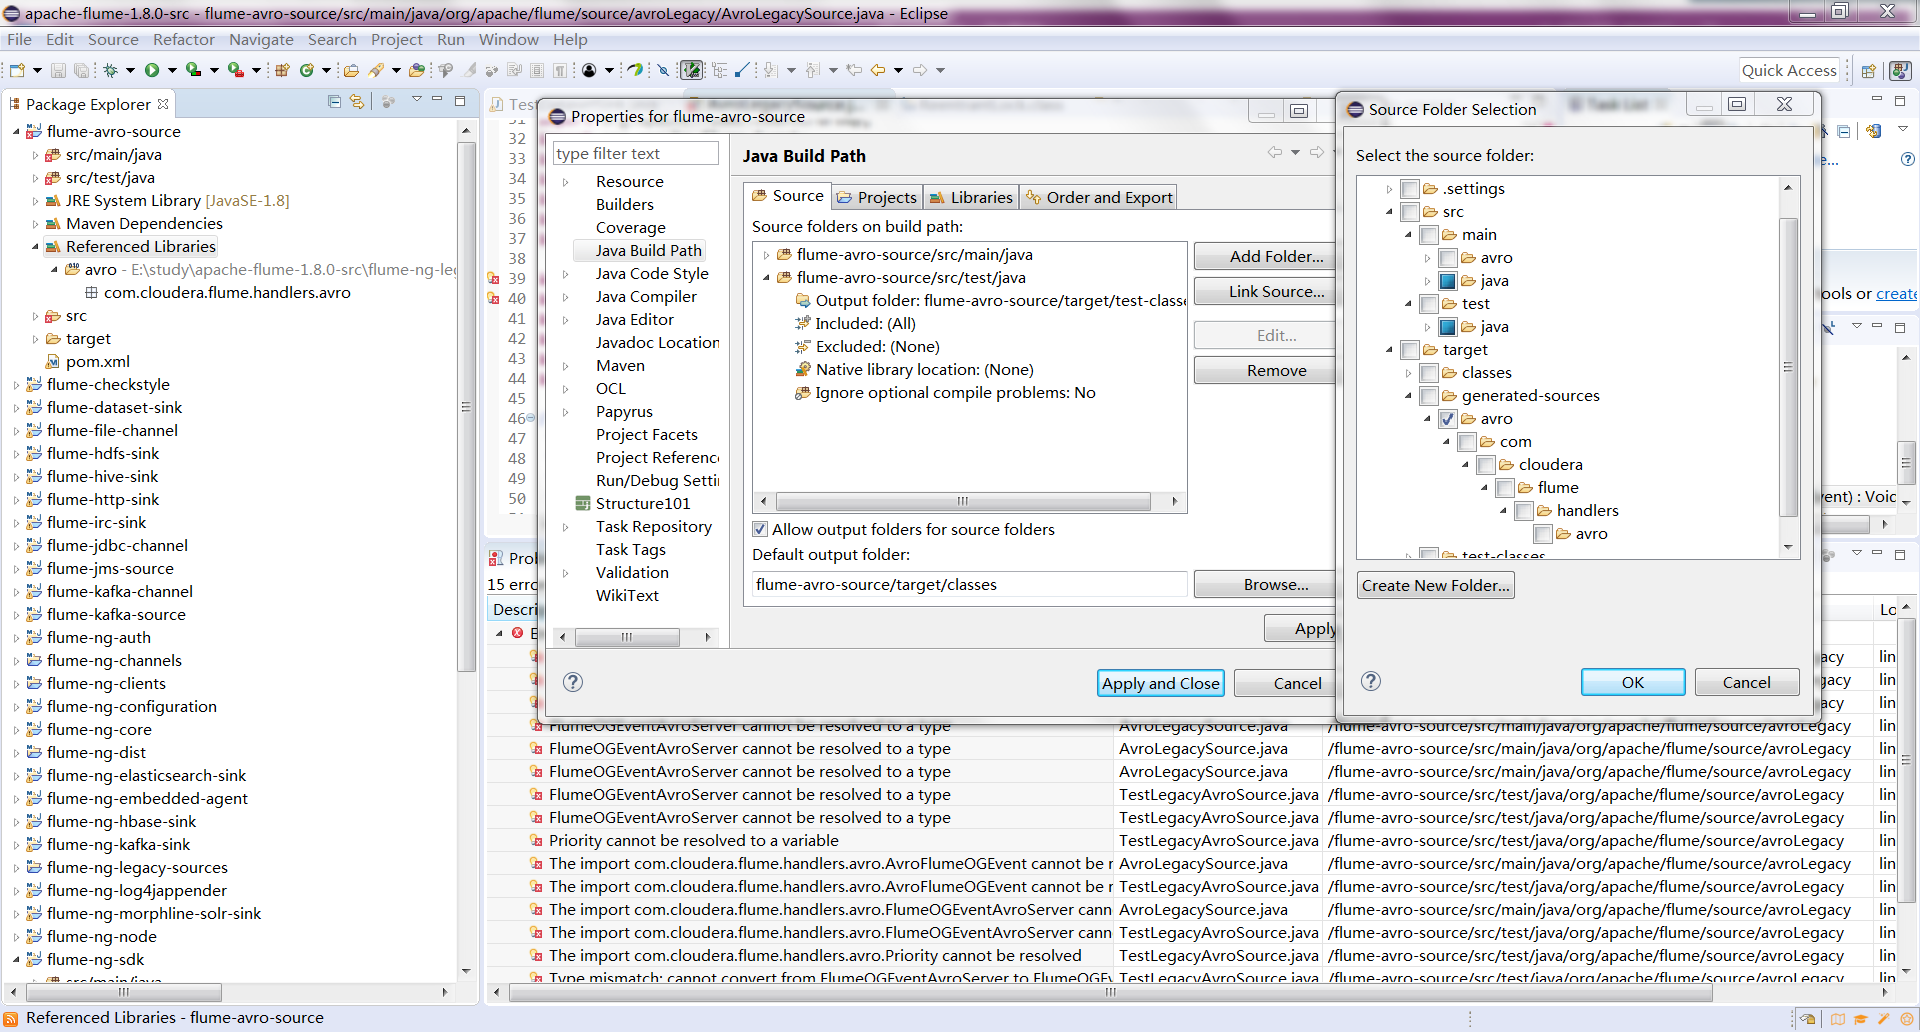 apache-flume-1.8.0-src - flume-avro-source/src/main/java/org/apache/flume/source/avroLegacy/AvroLegacySource.java - Eclipse
File Edit Source Refactor Navigate Search Project Run Window Help
Quick Access
Package Explorer
flume-avro-source
src/main/java
src/test/java
JRE System Library [JavaSE-1.8]
Maven Dependencies
Referenced Libraries
avro - E:\study\apache-flume-1.8.0-src\flume-ng-leg
com.cloudera.flume.handlers.avro
src
target
pom.xml
flume-checkstyle
flume-dataset-sink
flume-file-channel
flume-hdfs-sink
flume-hive-sink
flume-http-sink
flume-irc-sink
flume-jdbc-channel
flume-jms-source
flume-kafka-channel
flume-kafka-source
flume-ng-auth
flume-ng-channels
flume-ng-clients
flume-ng-configuration
flume-ng-core
flume-ng-dist
flume-ng-elasticsearch-sink
flume-ng-embedded-agent
flume-ng-hbase-sink
flume-ng-kafka-sink
flume-ng-legacy-sources
flume-ng-log4jappender
flume-ng-morphline-solr-sink
flume-ng-node
flume-ng-sdk
src/main/java
Referenced Libraries - flume-avro-source
31
32
33
34
35
36
37
38
39
40
41
42
43
44
45
46
47
48
49
50
Properties for flume-avro-source
type filter text
Resource
Builders
Coverage
Java Build Path
Java Code Style
Java Compiler
Java Editor
Javadoc Location
Maven
OCL
Papyrus
Project Facets
Project Referenc
Run/Debug Setti
Structure101
Task Repository
Task Tags
Validation
WikiText
Java Build Path
Source Projects Libraries Order and Export
Source folders on build path:
flume-avro-source/src/main/java
flume-avro-source/src/test/java
Output folder: flume-avro-source/target/test-classe
Included: (All)
Excluded: (None)
Native library location: (None)
Ignore optional compile problems: No
Add Folder...
Link Source...
Edit...
Remove
Allow output folders for source folders
Default output folder:
flume-avro-source/target/classes
Browse...
Apply
Apply and Close Cancel
Source Folder Selection
Select the source folder:
.settings
src
main
avro
java
test
java
target
classes
generated-sources
avro
com
cloudera
flume
handlers
avro
test-classes
Create New Folder...
OK Cancel
Task List
ools or create
vent) : Void
15 erro
Descri
Lo
acy lin
gacy lin
acy lin
FlumeOGEventAvroServer cannot be resolved to a type AvroLegacySource.java /flume-avro-source/src/main/java/org/apache/flume/source/avroLegacy lin
FlumeOGEventAvroServer cannot be resolved to a type AvroLegacySource.java /flume-avro-source/src/main/java/org/apache/flume/source/avroLegacy lin
FlumeOGEventAvroServer cannot be resolved to a type AvroLegacySource.java /flume-avro-source/src/main/java/org/apache/flume/source/avroLegacy lin
FlumeOGEventAvroServer cannot be resolved to a type TestLegacyAvroSource.java /flume-avro-source/src/test/java/org/apache/flume/source/avroLegacy lin
FlumeOGEventAvroServer cannot be resolved to a type TestLegacyAvroSource.java /flume-avro-source/src/test/java/org/apache/flume/source/avroLegacy lin
Priority cannot be resolved to a variable TestLegacyAvroSource.java /flume-avro-source/src/test/java/org/apache/flume/source/avroLegacy lin
The import com.cloudera.flume.handlers.avro.AvroFlumeOGEvent cannot be r AvroLegacySource.java /flume-avro-source/src/main/java/org/apache/flume/source/avroLegacy lin
The import com.cloudera.flume.handlers.avro.AvroFlumeOGEvent cannot be r TestLegacyAvroSource.java /flume-avro-source/src/test/java/org/apache/flume/source/avroLegacy lin
The import com.cloudera.flume.handlers.avro.FlumeOGEventAvroServer cann AvroLegacySource.java /flume-avro-source/src/main/java/org/apache/flume/source/avroLegacy lin
The import com.cloudera.flume.handlers.avro.FlumeOGEventAvroServer cann TestLegacyAvroSource.java /flume-avro-source/src/test/java/org/apache/flume/source/avroLegacy lin
The import com.cloudera.flume.handlers.avro.Priority cannot be resolved TestLegacyAvroSource.java /flume-avro-source/src/test/java/org/apache/flume/source/avroLegacy lin
Type mismatch: cannot convert from FlumeOGEventAvroServer to FlumeOGEv TestLegacyAvroSource.java /flume-avro-source/src/test/java/org/apache/flume/source/avroLegacy lin